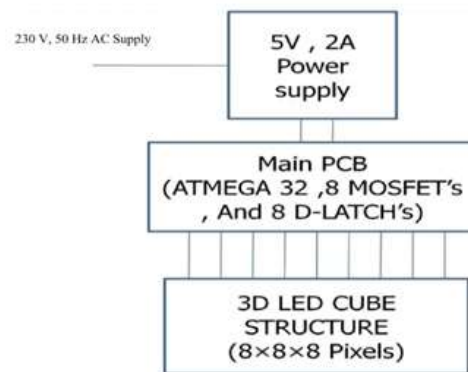 230 V, 50 Hz AC Supply
5V , 2A
Power
supply
Main PCB
(ATMEGA 32 ,8 MOSFET's
, And 8 D-LATCH's)
3D LED CUBE
STRUCTURE
(8×8×8 Pixels)